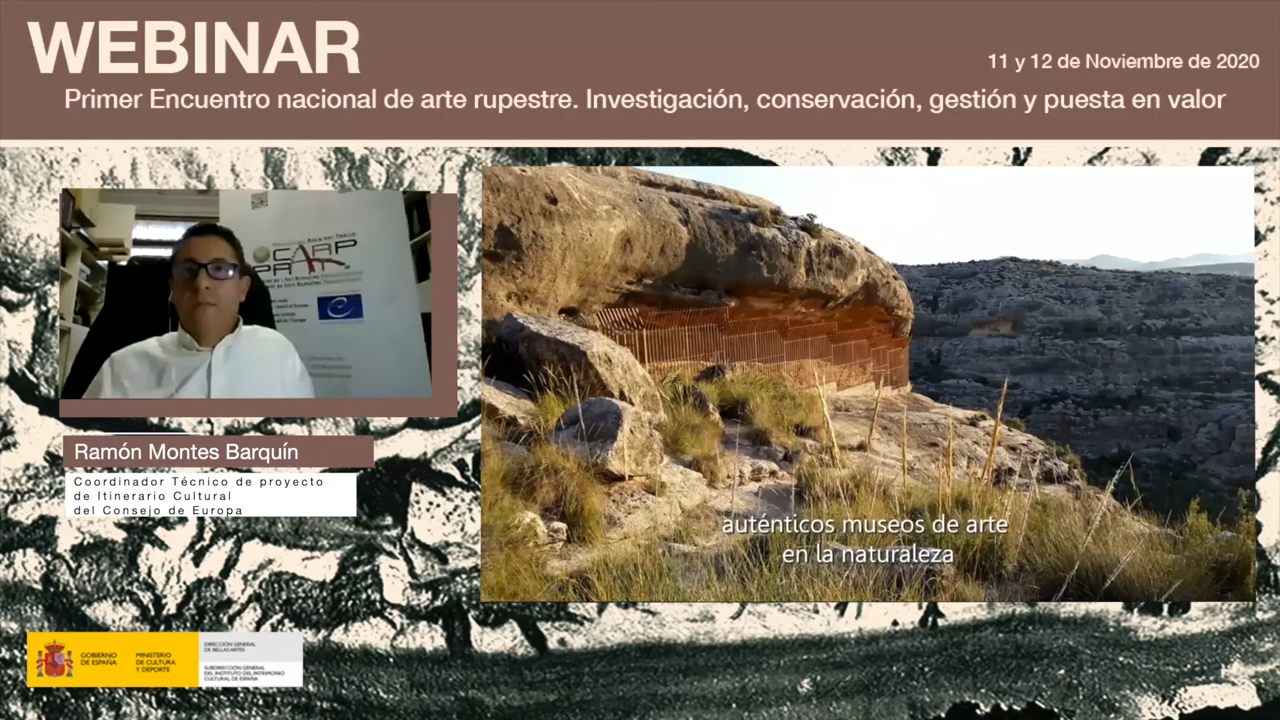 WEBINAR
11 y 12 de Noviembre de 2020
Primer Encuentro nacional de arte rupestre. Investigación, conservación, gestión y puesta en valor
CARP
Ramón Montes Barquín
Coordinador Técnico de proyecto
de Itinerario Cultural
del Consejo de Europa
auténticos museos de arte
en la naturaleza
GOBIERNO
DE ESPAÑA
MINISTERIO
DE CULTURA
Y DEPORTE
DIRECCIÓN GENERAL
DE BELLAS ARTES
SUBDIRECCIÓN GENERAL
DEL INSTITUTO DEL PATRIMONIO
CULTURAL DE ESPAÑA